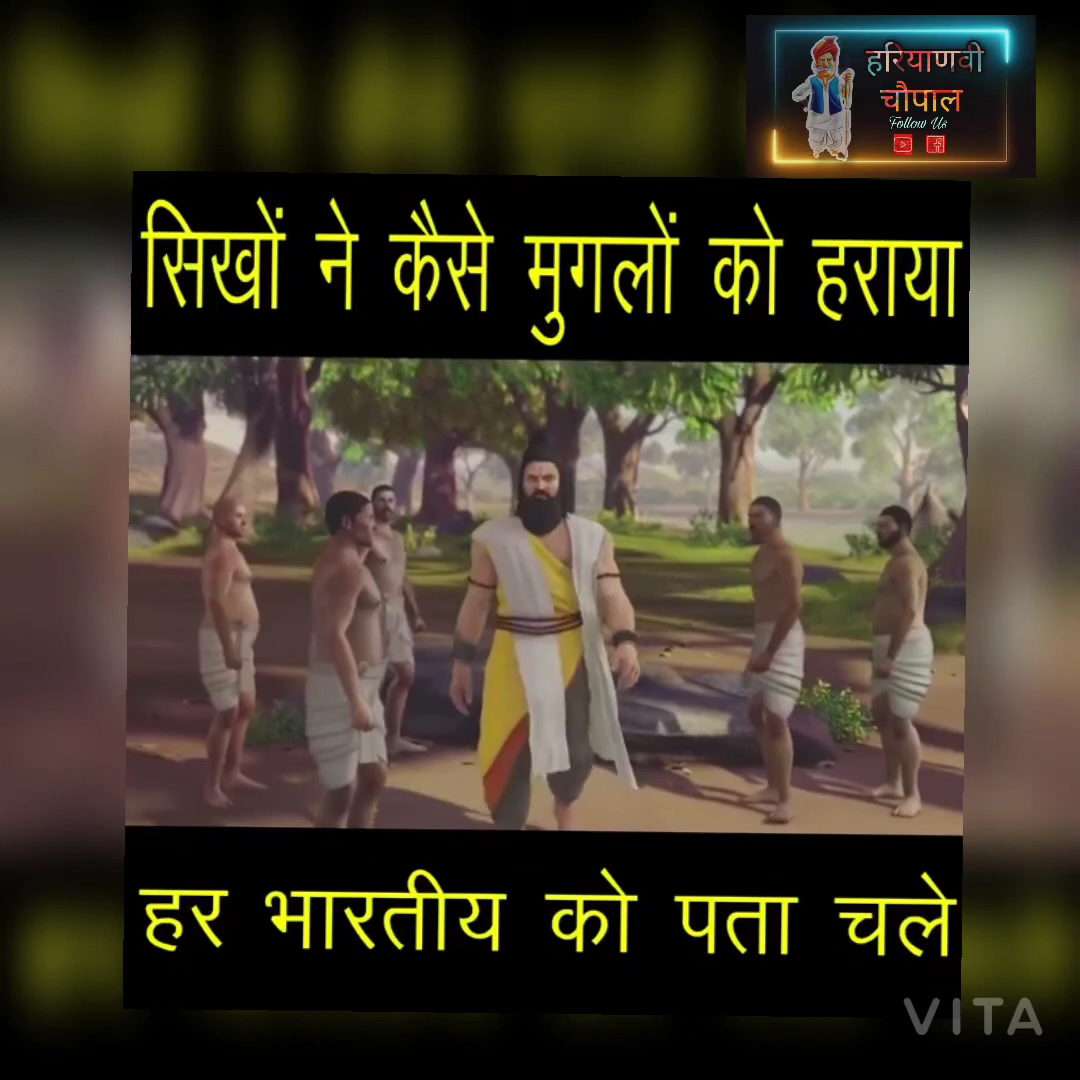 हरियाणवी
चौपाल
Follow Us
सिखों ने कैसे मुगलों को हराया
हर भारतीय को पता चले
VITA